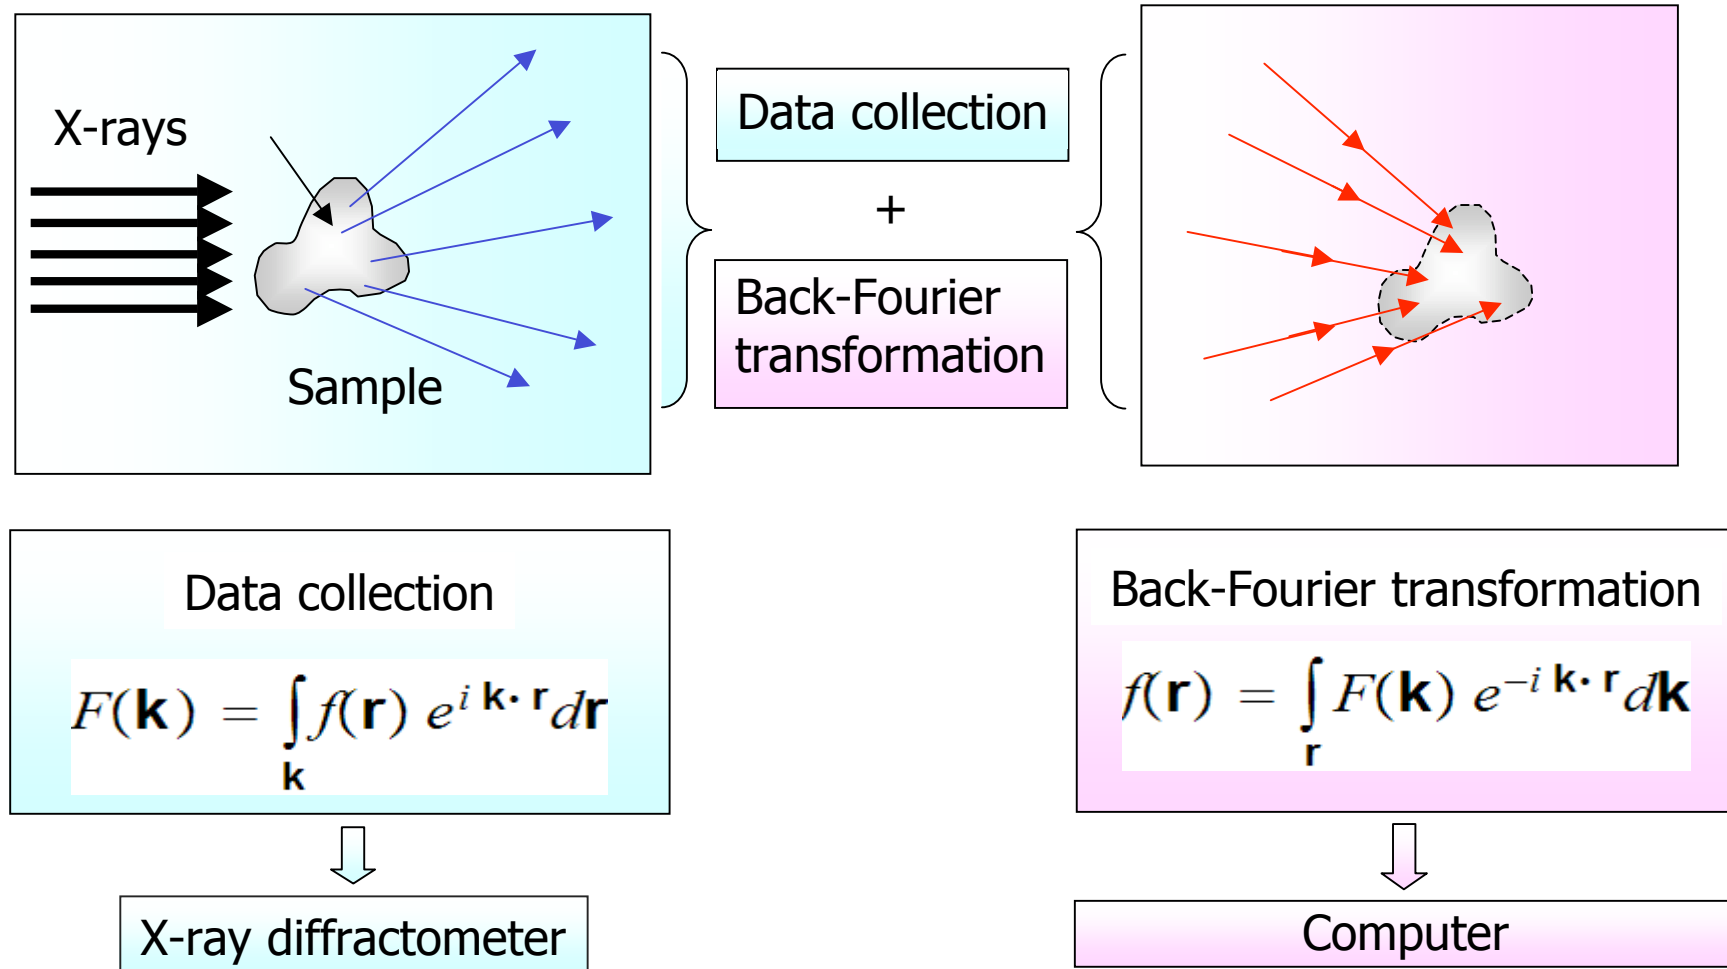 X-rays
Sample
Data collection
+
Back-Fourier
transformation
Data collection
F(k) = ∫ f(r) e^{i k· r} dr
k
X-ray diffractometer
Back-Fourier transformation
f(r) = ∫ F(k) e^{−i k· r} dk
r
Computer